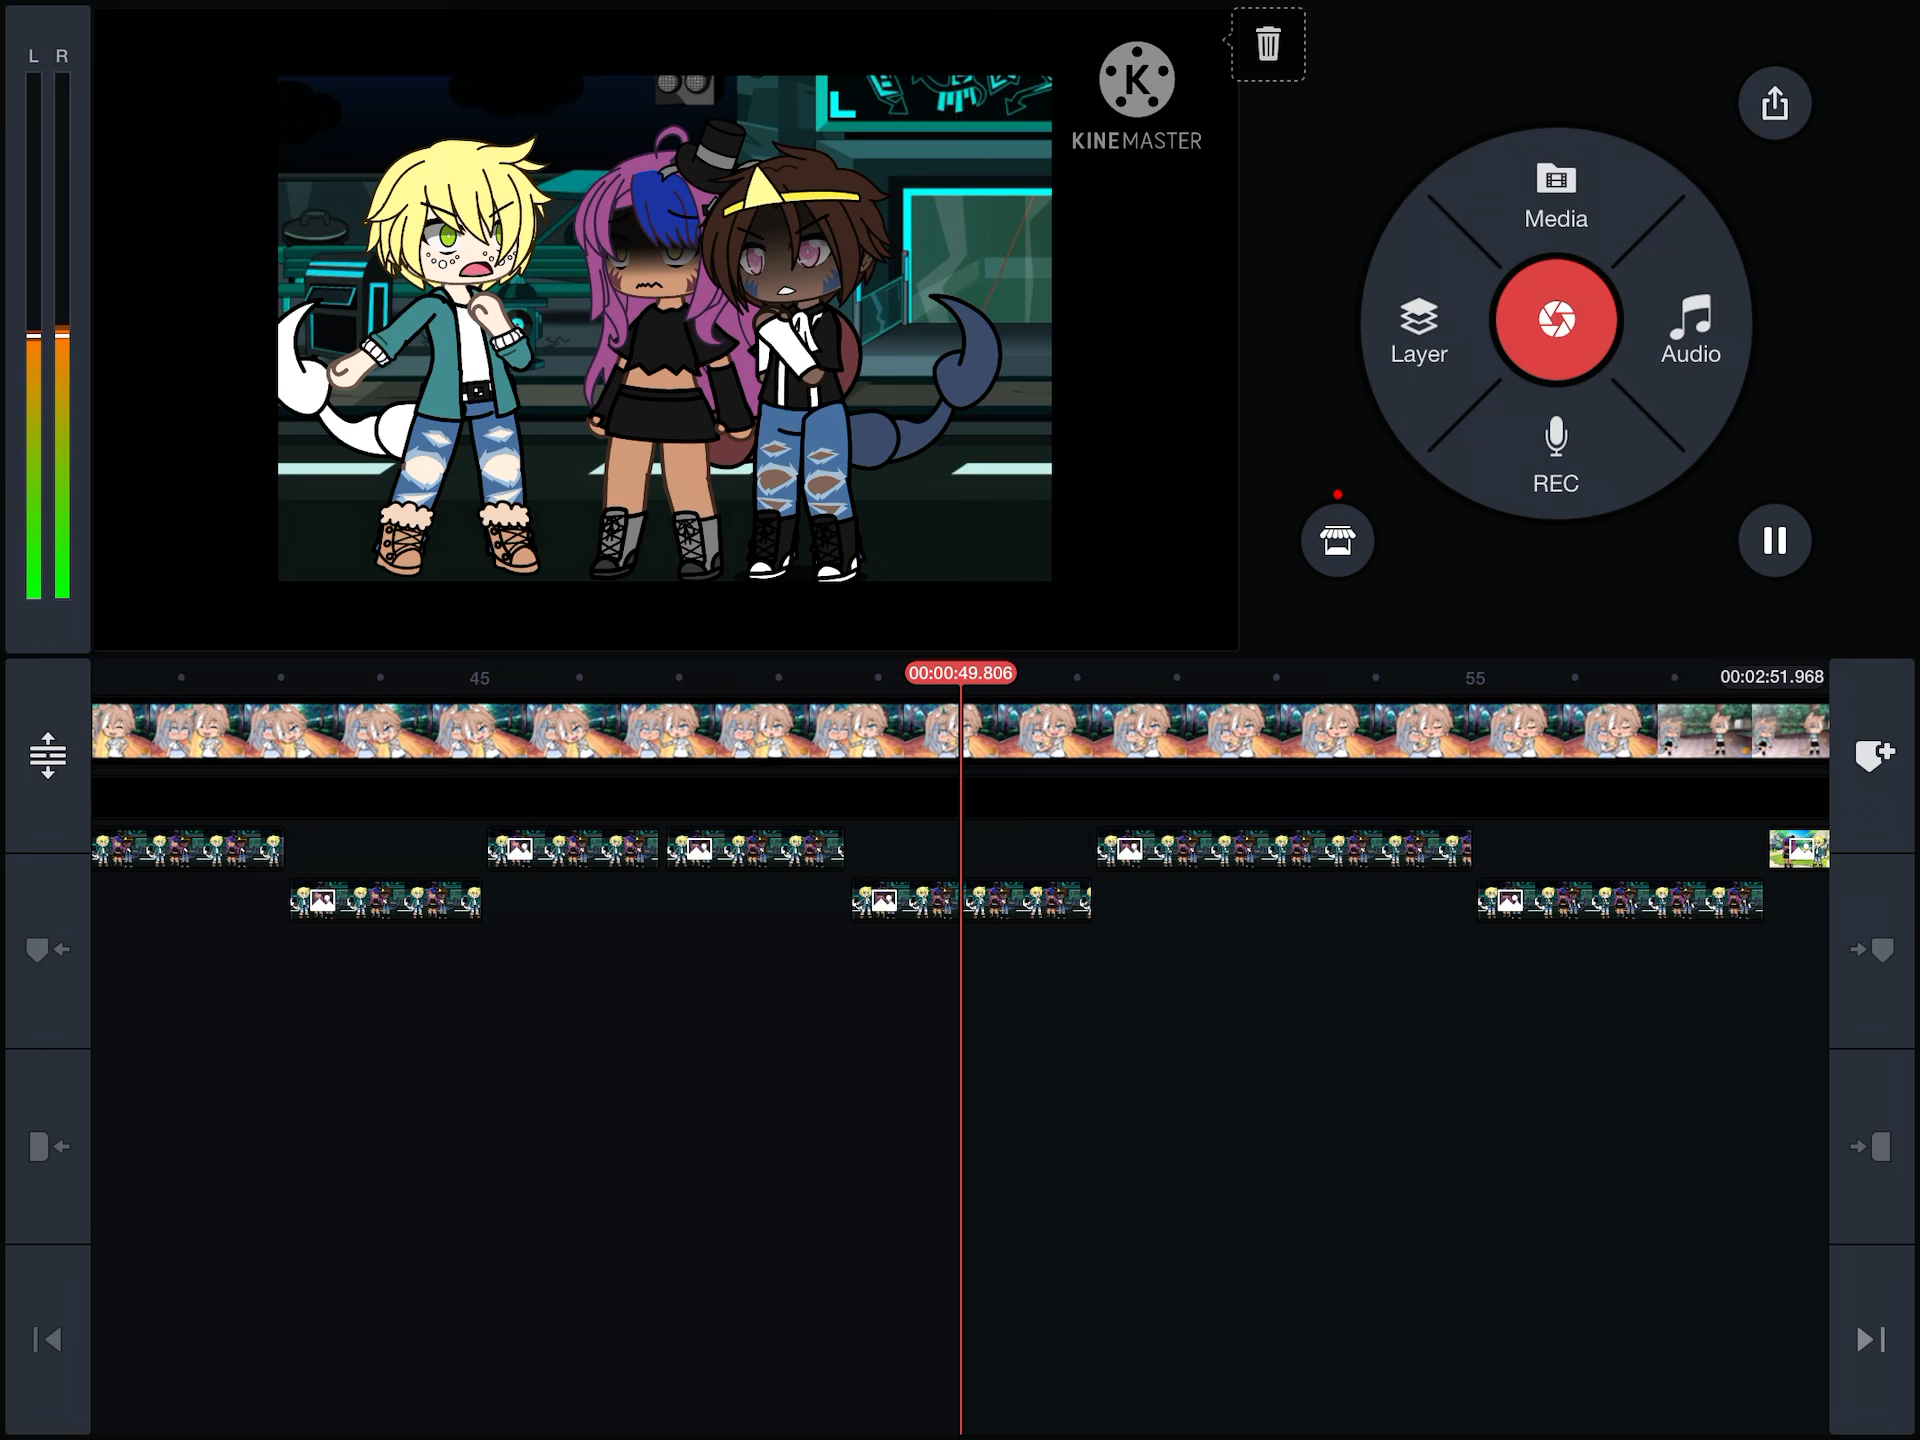 L R
KINEMASTER
Media
Layer
Audio
REC
45
00:00:49.806
55
00:02:51.968